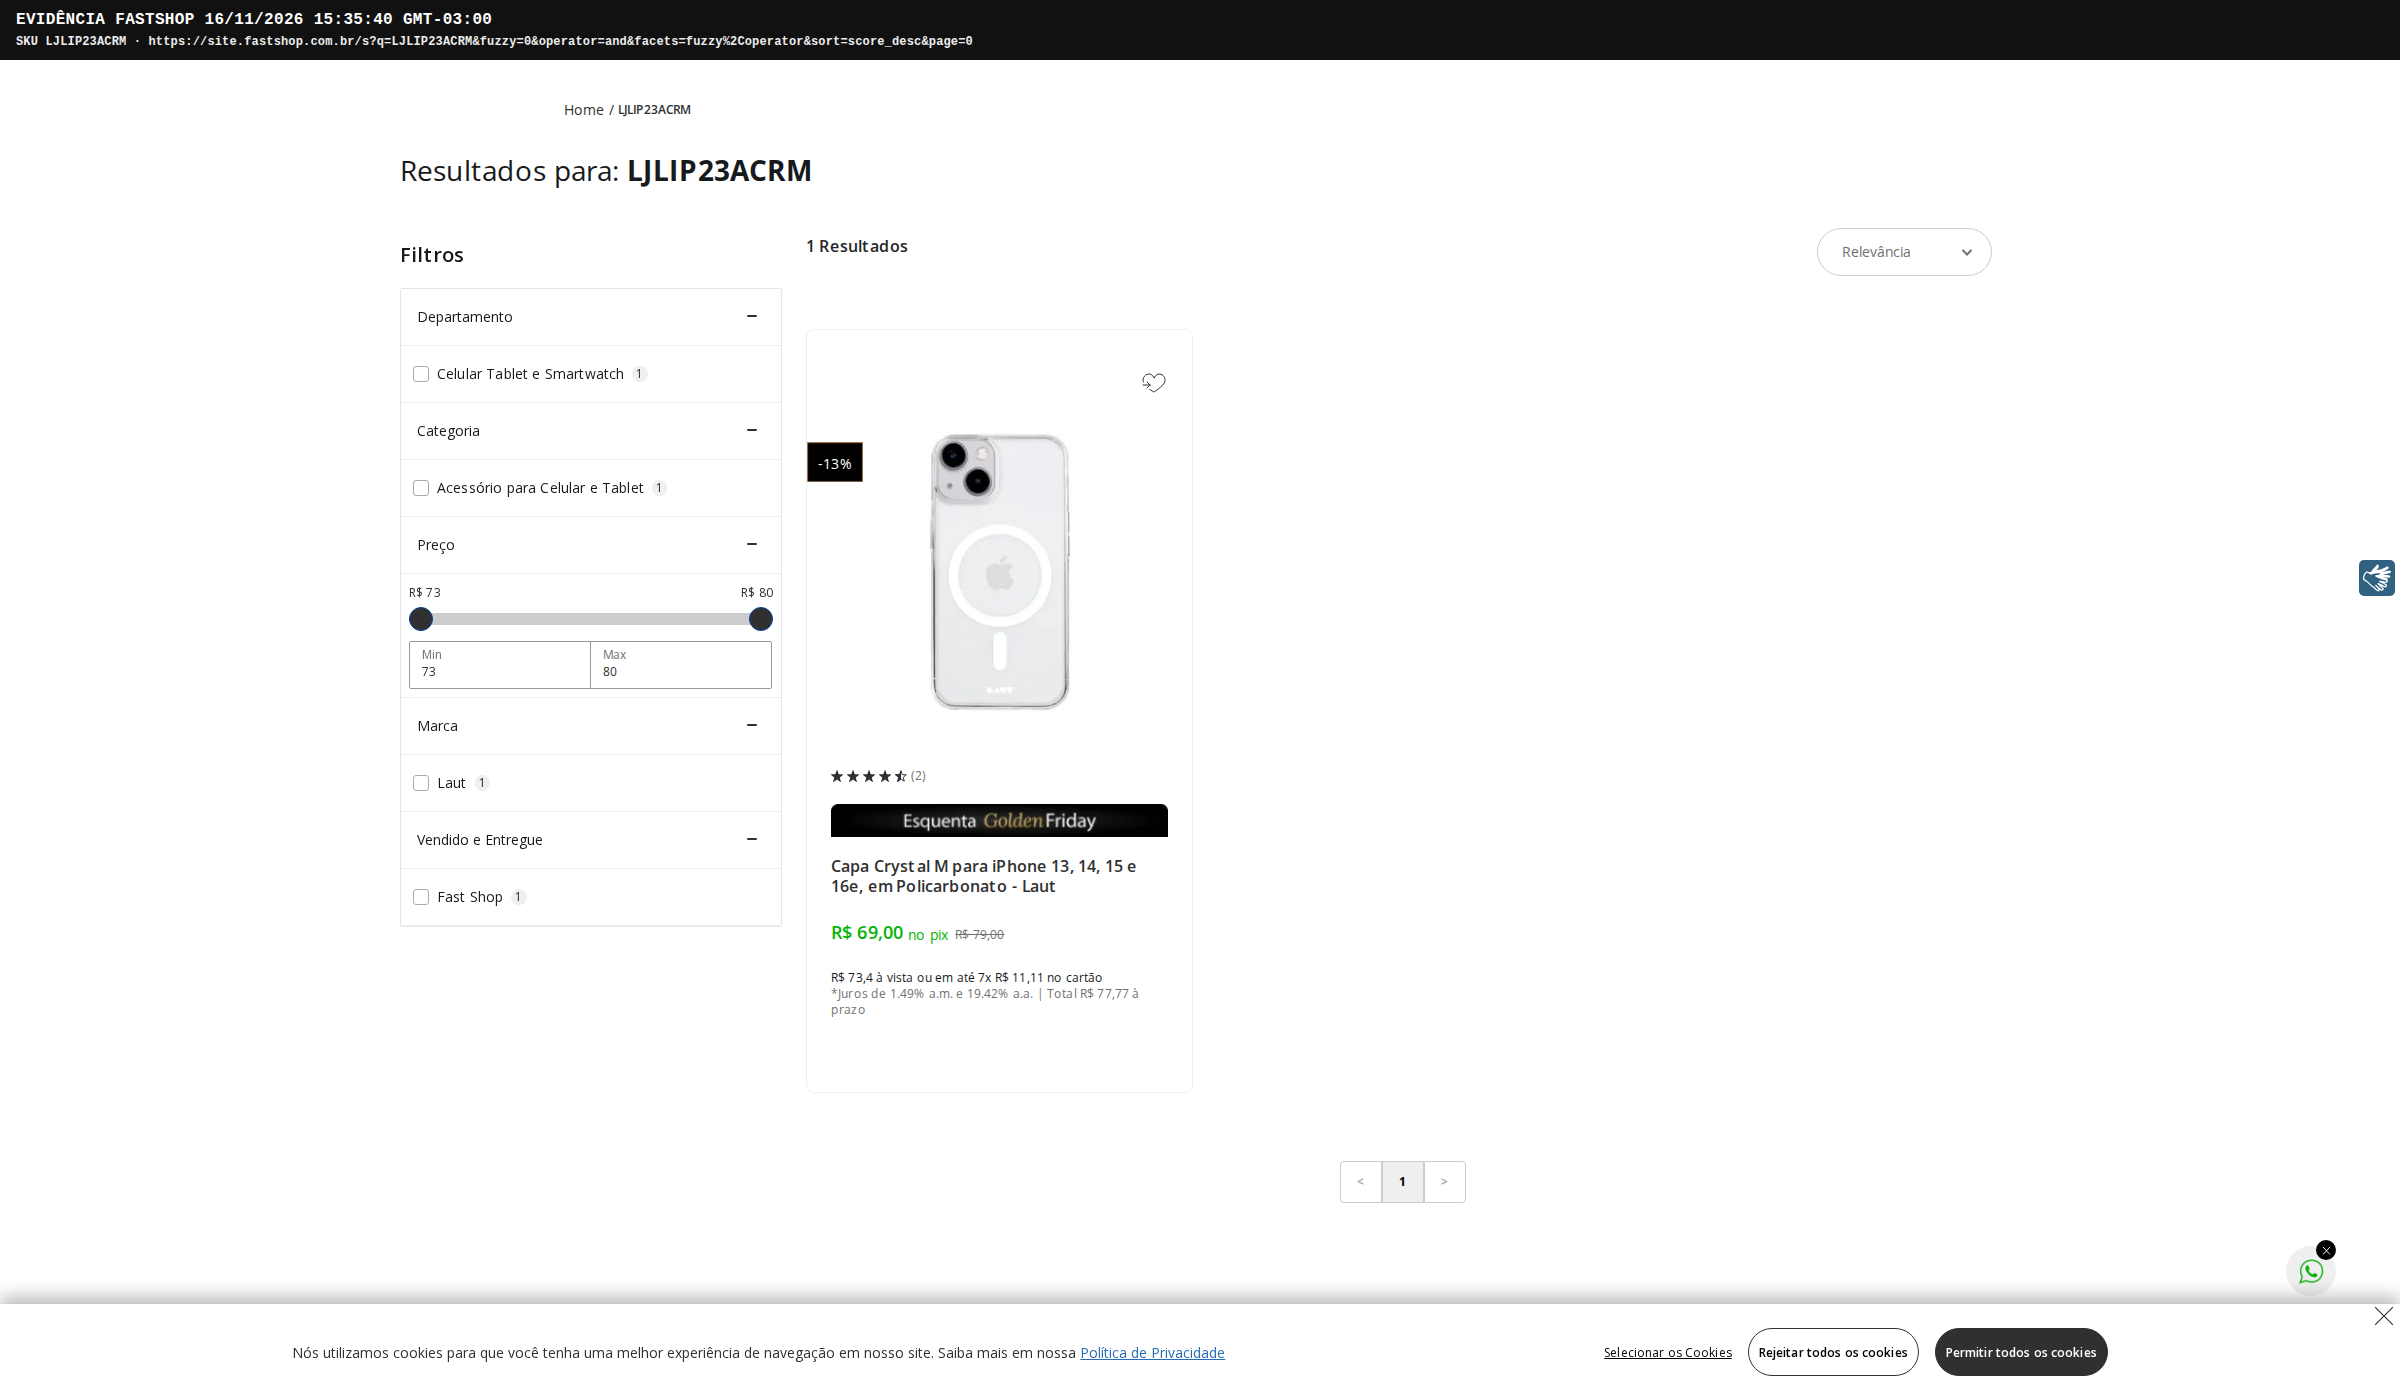 EVIDÊNCIA FASTSHOP 16/11/2026 15:35:40 GMT-03:00
SKU LJLIP23ACRM · https://site.fastshop.com.br/s?q=LJLIP23ACRM&fuzzy=0&operator=and&facets=fuzzy%2Coperator&sort=score_desc&page=0
Home / LJLIP23ACRM
Resultados para: LJLIP23ACRM
Filtros
1 Resultados
Relevância
Departamento
Celular Tablet e Smartwatch 1
Categoria
Acessório para Celular e Tablet 1
Preço
R$ 73 R$ 80
Min Max
73 80
Marca
Laut 1
Vendido e Entregue
Fast Shop 1
-13%
LAUT
(2)
Esquenta Golden Friday
Capa Crystal M para iPhone 13, 14, 15 e
16e, em Policarbonato - Laut
R$ 69,00 no pix R$ 79,00
R$ 73,4 à vista ou em até 7x R$ 11,11 no cartão
*Juros de 1.49% a.m. e 19.42% a.a. | Total R$ 77,77 à
prazo
< 1 >
Nós utilizamos cookies para que você tenha uma melhor experiência de navegação em nosso site. Saiba mais em nossa Política de Privacidade
Selecionar os Cookies
Rejeitar todos os cookies
Permitir todos os cookies